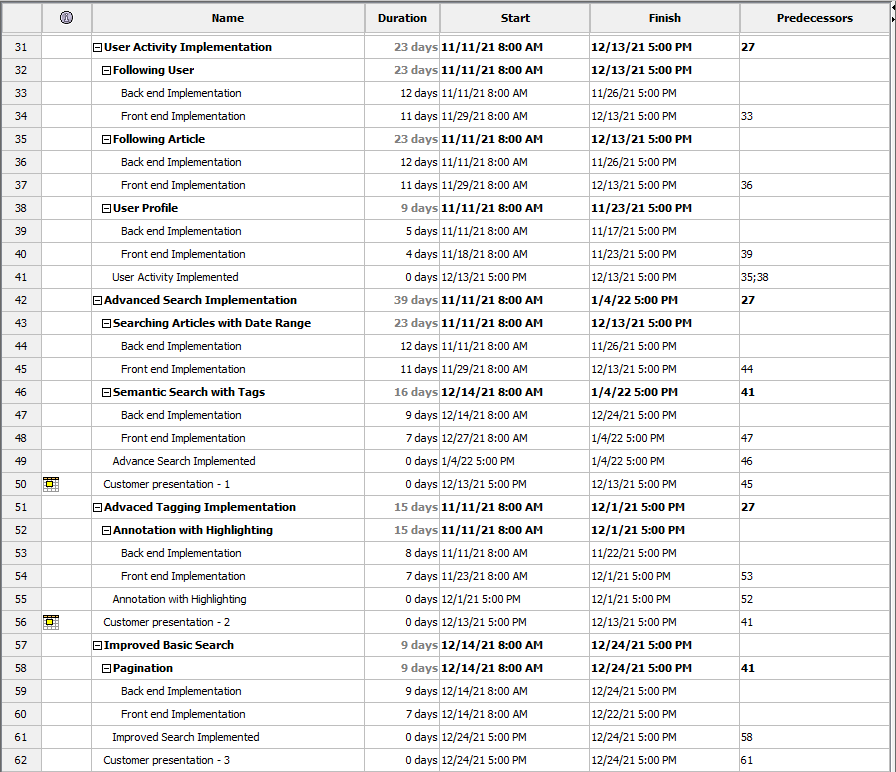 Name Duration Start Finish Predecessors
31 User Activity Implementation 23 days 11/11/21 8:00 AM 12/13/21 5:00 PM 27
32 Following User 23 days 11/11/21 8:00 AM 12/13/21 5:00 PM
33 Back end Implementation 12 days 11/11/21 8:00 AM 11/26/21 5:00 PM
34 Front end Implementation 11 days 11/29/21 8:00 AM 12/13/21 5:00 PM 33
35 Following Article 23 days 11/11/21 8:00 AM 12/13/21 5:00 PM
36 Back end Implementation 12 days 11/11/21 8:00 AM 11/26/21 5:00 PM
37 Front end Implementation 11 days 11/29/21 8:00 AM 12/13/21 5:00 PM 36
38 User Profile 9 days 11/11/21 8:00 AM 11/23/21 5:00 PM
39 Back end Implementation 5 days 11/11/21 8:00 AM 11/17/21 5:00 PM
40 Front end Implementation 4 days 11/18/21 8:00 AM 11/23/21 5:00 PM 39
41 User Activity Implemented 0 days 12/13/21 5:00 PM 12/13/21 5:00 PM 35;38
42 Advanced Search Implementation 39 days 11/11/21 8:00 AM 1/4/22 5:00 PM 27
43 Searching Articles with Date Range 23 days 11/11/21 8:00 AM 12/13/21 5:00 PM
44 Back end Implementation 12 days 11/11/21 8:00 AM 11/26/21 5:00 PM
45 Front end Implementation 11 days 11/29/21 8:00 AM 12/13/21 5:00 PM 44
46 Semantic Search with Tags 16 days 12/14/21 8:00 AM 1/4/22 5:00 PM 41
47 Back end Implementation 9 days 12/14/21 8:00 AM 12/24/21 5:00 PM
48 Front end Implementation 7 days 12/27/21 8:00 AM 1/4/22 5:00 PM 47
49 Advance Search Implemented 0 days 1/4/22 5:00 PM 1/4/22 5:00 PM 46
50 Customer presentation - 1 0 days 12/13/21 5:00 PM 12/13/21 5:00 PM 45
51 Advaced Tagging Implementation 15 days 11/11/21 8:00 AM 12/1/21 5:00 PM 27
52 Annotation with Highlighting 15 days 11/11/21 8:00 AM 12/1/21 5:00 PM
53 Back end Implementation 8 days 11/11/21 8:00 AM 11/22/21 5:00 PM
54 Front end Implementation 7 days 11/23/21 8:00 AM 12/1/21 5:00 PM 53
55 Annotation with Highlighting 0 days 12/1/21 5:00 PM 12/1/21 5:00 PM 52
56 Customer presentation - 2 0 days 12/13/21 5:00 PM 12/13/21 5:00 PM 41
57 Improved Basic Search 9 days 12/14/21 8:00 AM 12/24/21 5:00 PM
58 Pagination 9 days 12/14/21 8:00 AM 12/24/21 5:00 PM 41
59 Back end Implementation 9 days 12/14/21 8:00 AM 12/24/21 5:00 PM
60 Front end Implementation 7 days 12/14/21 8:00 AM 12/22/21 5:00 PM
61 Improved Search Implemented 0 days 12/24/21 5:00 PM 12/24/21 5:00 PM 58
62 Customer presentation - 3 0 days 12/24/21 5:00 PM 12/24/21 5:00 PM 61